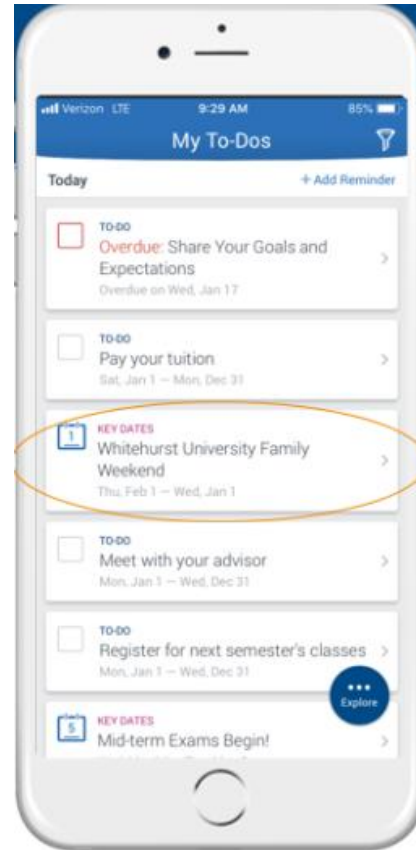 Verizon LTE 9:29 AM 85%
My To-Dos
Today + Add Reminder
TO-DO
Overdue: Share Your Goals and
Expectations
Overdue on Wed, Jan 17
TO-DO
Pay your tuition
Sat, Jan 1 — Mon, Dec 31
1 KEY DATES
Whitehurst University Family
Weekend
Thu, Feb 1 — Wed, Jan 1
TO-DO
Meet with your advisor
Mon, Jan 1 — Wed, Dec 31
TO-DO
Register for next semester's classes
Mon, Jan 1 — Wed, Dec 31
Explore
5 KEY DATES
Mid-term Exams Begin!